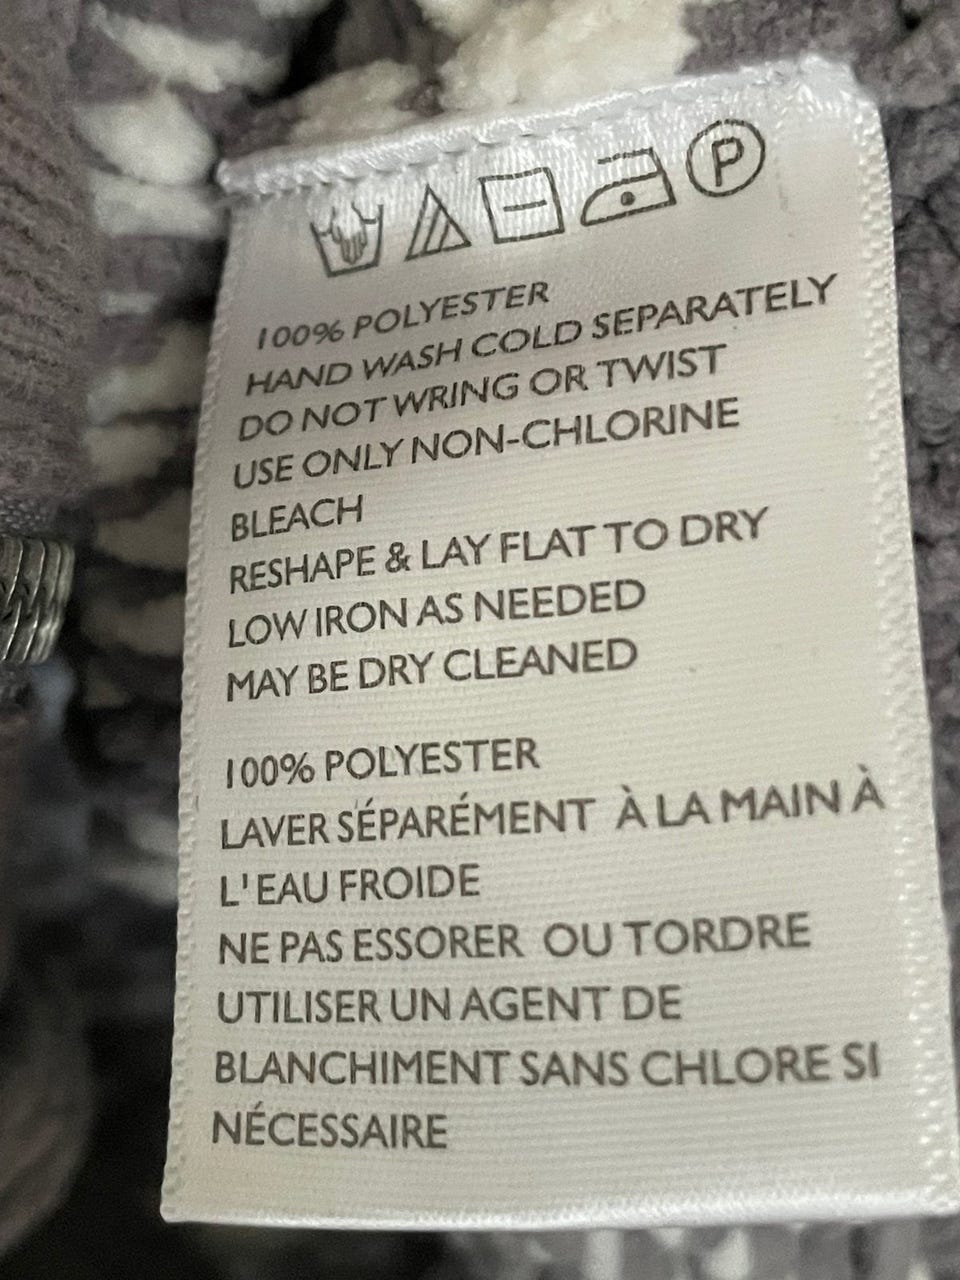 P
100% POLYESTER
HAND WASH COLD SEPARATELY
DO NOT WRING OR TWIST
USE ONLY NON-CHLORINE
BLEACH
RESHAPE & LAY FLAT TO DRY
LOW IRON AS NEEDED
MAY BE DRY CLEANED
100% POLYESTER
LAVER SÉPARÉMENT À LA MAIN À
L'EAU FROIDE
NE PAS ESSORER OU TORDRE
UTILISER UN AGENT DE
BLANCHIMENT SANS CHLORE SI
NÉCESSAIRE